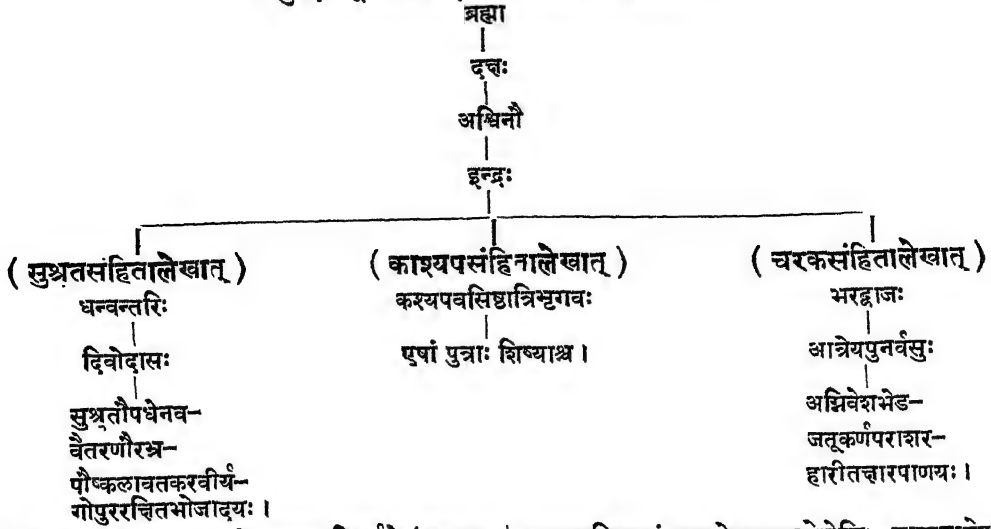 ब्रह्मा
दक्षः
अश्विनौ
इन्द्रः
( सुश्रुतसंहितालेखात् )
धन्वन्तरिः
दिवोदासः
सुश्रुतौपधेनव-
वैतरणौरभ्र-
पौष्कलावतकरवीर्य-
गोपुररक्षितभोजादयः ।
( काश्यपसंहितालेखात् )
कश्यपवसिष्ठात्रिभृगवः
एषां पुत्राः शिष्याश्च ।
( चरकसंहितालेखात् )
भरद्वाजः
आत्रेयपुनर्वसुः
अग्निवेशभेड-
जतूकर्णपराशर-
हारीतक्षारपाणयः ।